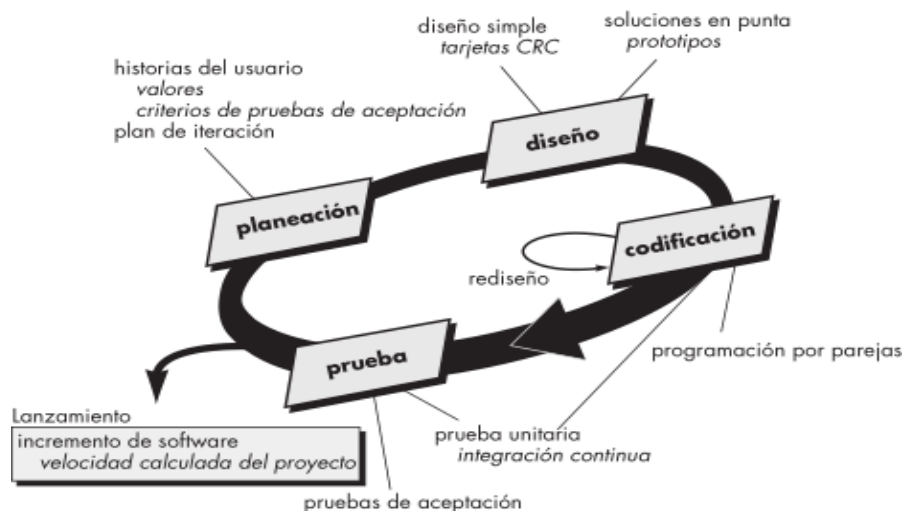 diseño simple
tarjetas CRC
soluciones en punta
prototipos
historias del usuario
valores
criterios de pruebas de aceptación
plan de iteración
diseño
planeación
codificación
rediseño
prueba
programación por parejas
Lanzamiento
incremento de software
velocidad calculada del proyecto
prueba unitaria
integración continua
pruebas de aceptación